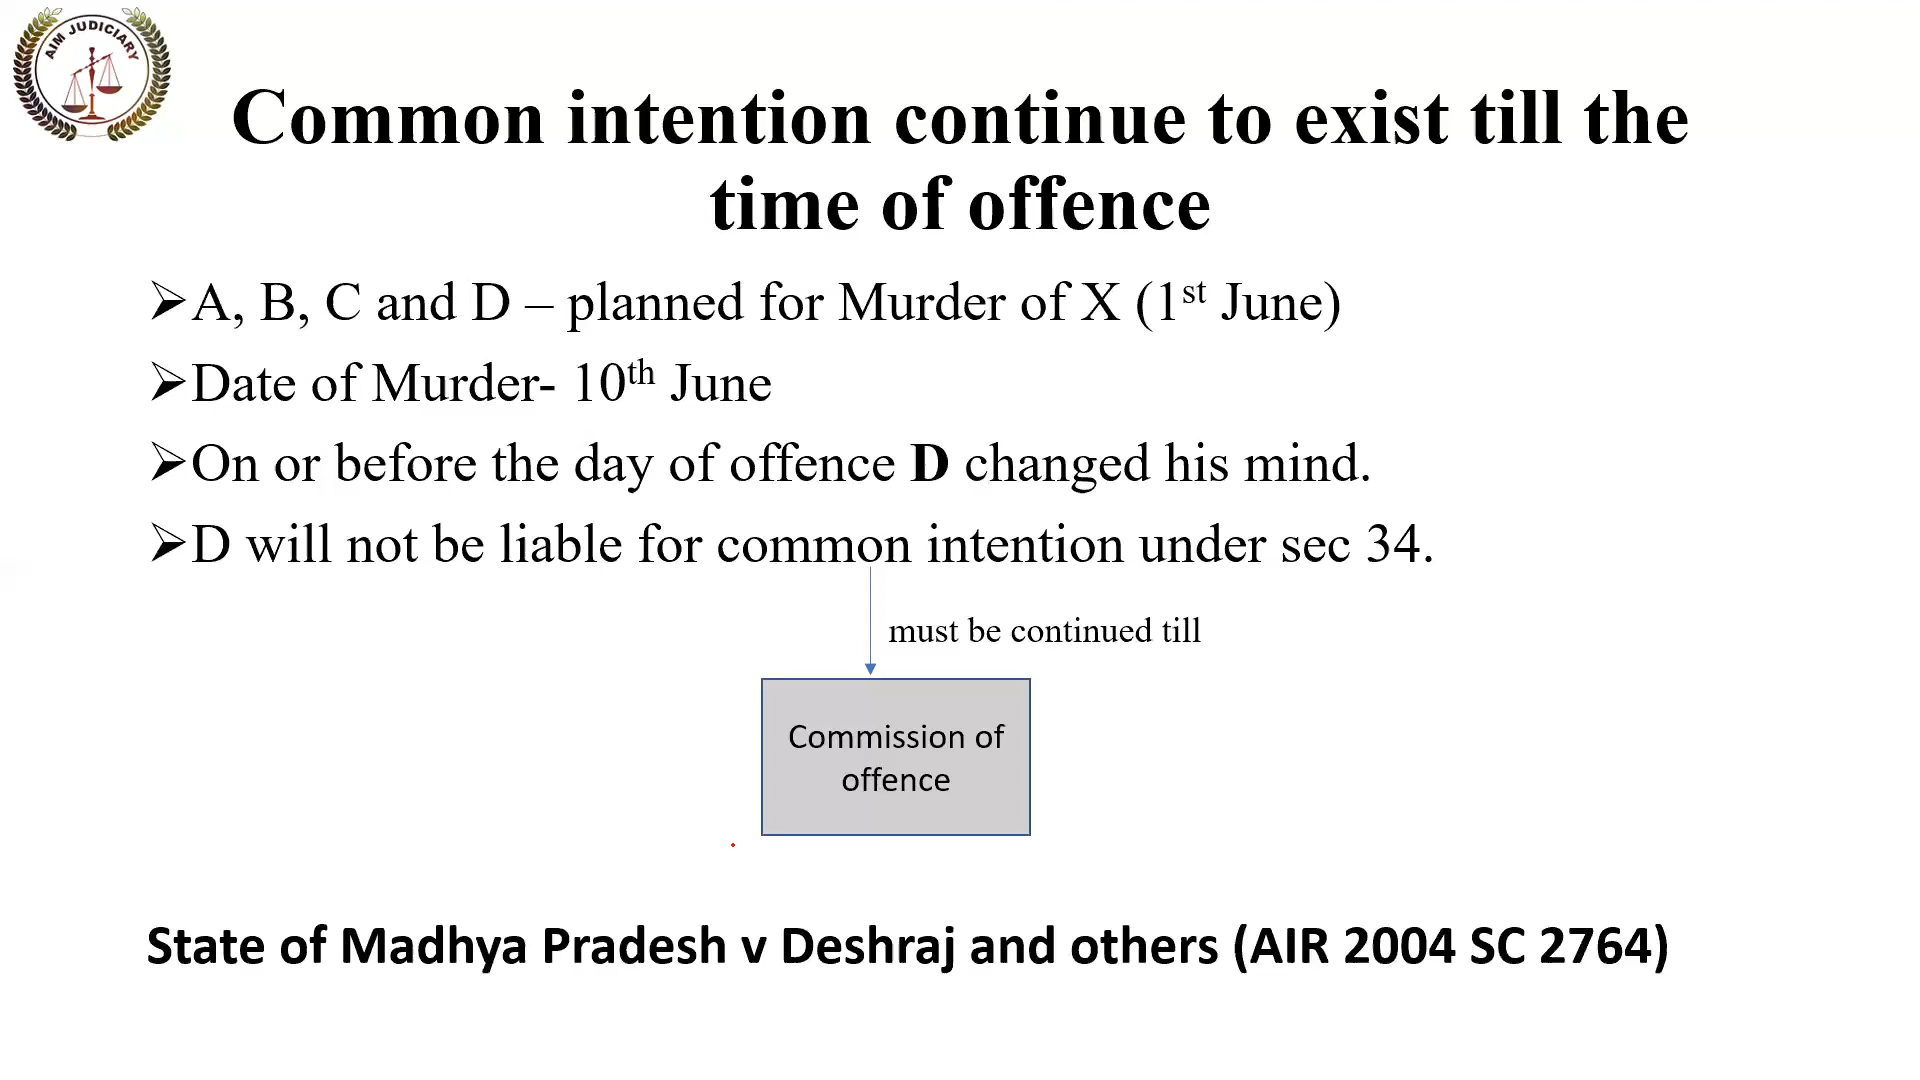 AIM JUDICIARY
Common intention continue to exist till the
time of offence
➢A, B, C and D – planned for Murder of X (1st June)
➢Date of Murder- 10th June
➢On or before the day of offence D changed his mind.
➢D will not be liable for common intention under sec 34.
must be continued till
Commission of
offence
State of Madhya Pradesh v Deshraj and others (AIR 2004 SC 2764)